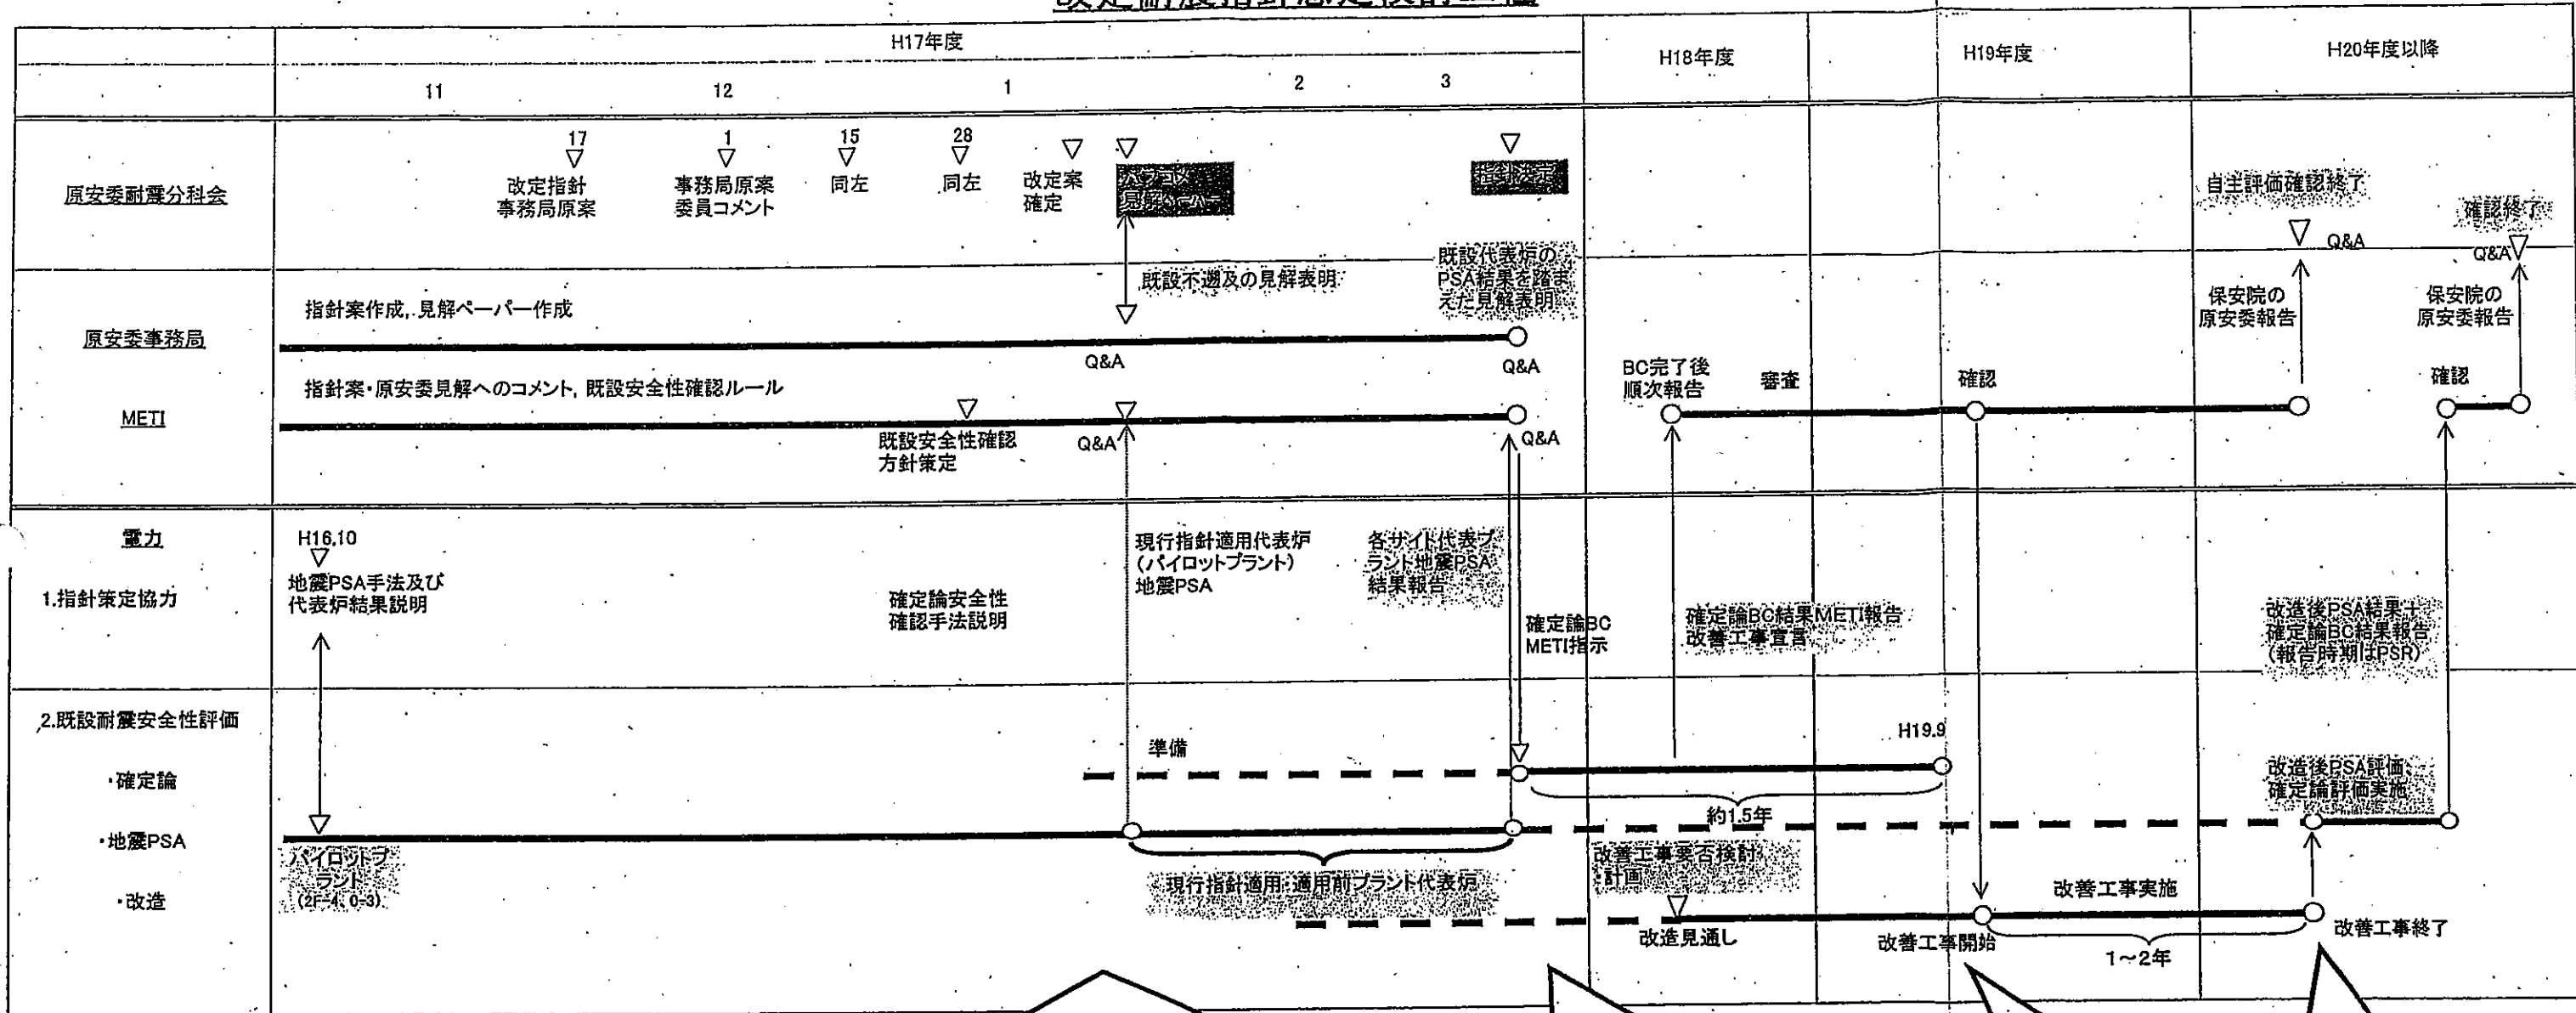 H17年度
H18年度
H19年度
H20年度以降
11
12
1
2
3
原安委耐震分科会
17
改定指針
事務局原案
1
事務局原案
委員コメント
15
同左
28
同左
改定案
確定
自主評価確認終了
Q&A
確認終了
Q&A
既設不遡及の見解表明
既設代表炉の
PSA結果を踏ま
えた見解表明
保安院の
原安委報告
保安院の
原安委報告
原安委事務局
指針案作成, 見解ペーパー作成
Q&A
Q&A
METI
指針案・原安委見解へのコメント, 既設安全性確認ルール
既設安全性確認
方針策定
Q&A
Q&A
BC完了後
順次報告
審査
確認
確認
電力
1.指針策定協力
H16.10
地震PSA手法及び
代表炉結果説明
確定論安全性
確認手法説明
現行指針適用代表炉
(パイロットプラント)
地震PSA
各サイト代表プ
ラント地震PSA
結果報告
確定論BC
METI指示
確定論BC結果METI報告
改善工事宣言
改造後PSA結果+
確定論BC結果報告
(報告時期はPSR)
2.既設耐震安全性評価
・確定論
準備
H19.9
約1.5年
改造後PSA評価、
確定論評価実施
・地震PSA
パイロットプ
ラント
(2F-4, O-3)
現行指針適用・適用前プラント代表炉
改善工事要否検討・
計画
・改造
改造見通し
改善工事開始
改善工事実施
1～2年
改善工事終了